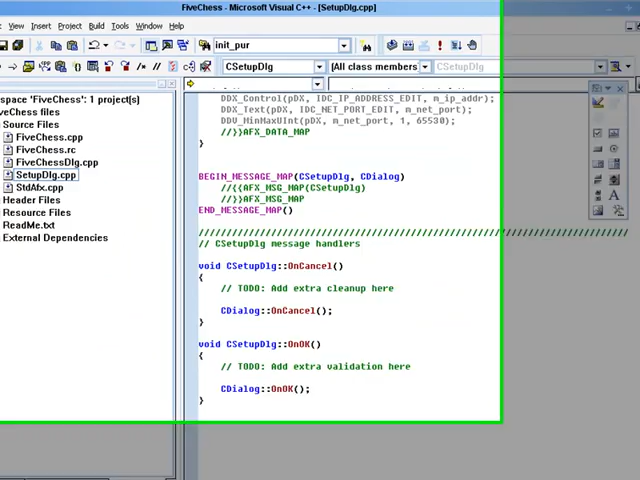 FiveChess - Microsoft Visual C++ - [SetupDlg.cpp]
View Insert Project Build Tools Window Help
init_pur
CSetupDlg [All class members] CSetupDlg
space 'FiveChess': 1 project(s)
veChess files
Source Files
FiveChess.cpp
FiveChess.rc
FiveChessDlg.cpp
SetupDlg.cpp
StdAfx.cpp
Header Files
Resource Files
ReadMe.txt
External Dependencies
DDX_Control(pDX, IDC_IP_ADDRESS_EDIT, m_ip_addr);
DDX_Text(pDX, IDC_NET_PORT_EDIT, m_net_port);
DDV_MinMaxUInt(pDX, m_net_port, 1, 65530);
//}}AFX_DATA_MAP
}
BEGIN_MESSAGE_MAP(CSetupDlg, CDialog)
//{{AFX_MSG_MAP(CSetupDlg)
//}}AFX_MSG_MAP
END_MESSAGE_MAP()
/////////////////////////////////////////////////////////////////////////////
// CSetupDlg message handlers
void CSetupDlg::OnCancel()
{
// TODO: Add extra cleanup here
CDialog::OnCancel();
}
void CSetupDlg::OnOK()
{
// TODO: Add extra validation here
CDialog::OnOK();
}